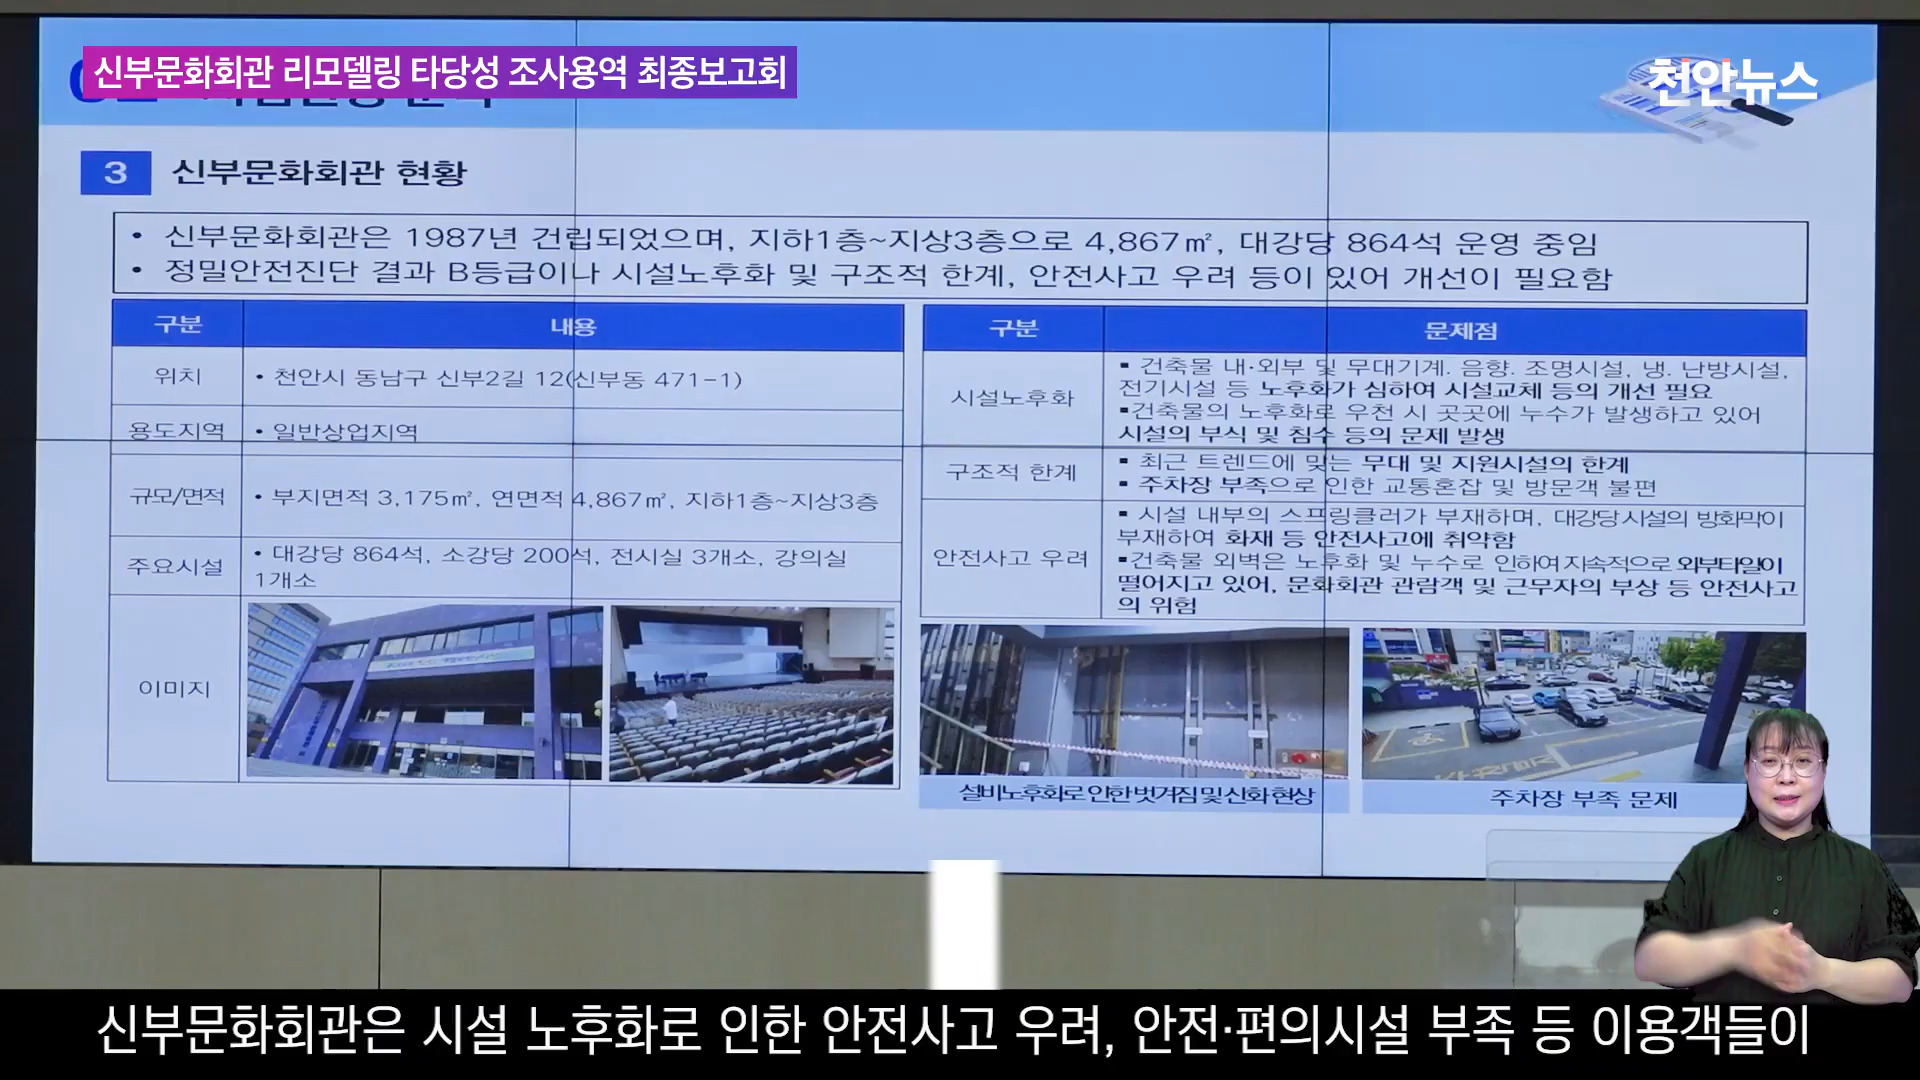 신부문화회관 리모델링 타당성 조사용역 최종보고회
천안뉴스
3 신부문화회관 현황
• 신부문화회관은 1987년 건립되었으며, 지하1층~지상3층으로 4,867㎡, 대강당 864석 운영 중임
• 정밀안전진단 결과 B등급이나 시설노후화 및 구조적 한계, 안전사고 우려 등이 있어 개선이 필요함
구분 내용
위치 • 천안시 동남구 신부2길 12(신부동 471-1)
용도지역 • 일반상업지역
규모/면적 • 부지면적 3,175㎡, 연면적 4,867㎡, 지하1층~지상3층
주요시설 • 대강당 864석, 소강당 200석, 전시실 3개소, 강의실
1개소
이미지
구분 문제점
시설노후화 ▪ 건축물 내·외부 및 무대기계. 음향. 조명시설, 냉. 난방시설,
전기시설 등 노후화가 심하여 시설교체 등의 개선 필요
▪건축물의 노후화로 우천 시 곳곳에 누수가 발생하고 있어
시설의 부식 및 침수 등의 문제 발생
구조적 한계 ▪ 최근 트렌드에 맞는 무대 및 지원시설의 한계
▪ 주차장 부족으로 인한 교통혼잡 및 방문객 불편
안전사고 우려 ▪ 시설 내부의 스프링클러가 부재하며, 대강당시설의 방화막이
부재하여 화재 등 안전사고에 취약함
▪건축물 외벽은 노후화 및 누수로 인하여 지속적으로 외부타일이
떨어지고 있어, 문화회관 관람객 및 근무자의 부상 등 안전사고
의 위험
설비노후화로 인한 벗겨짐 및 신화 현상
주차장 부족 문제
신부문화회관은 시설 노후화로 인한 안전사고 우려, 안전·편의시설 부족 등 이용객들이